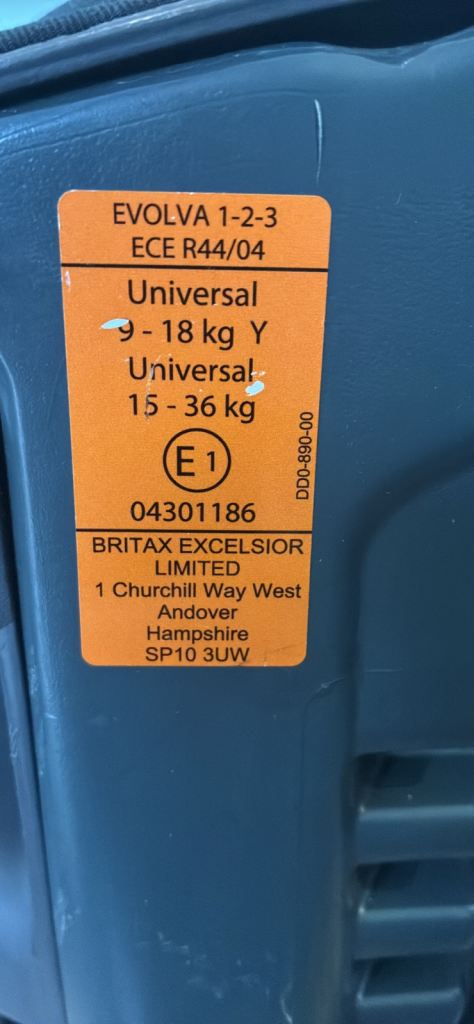 EVOLVA 1-2-3
ECE R44/04
Universal
9 - 18 kg Y
Universal
15 - 36 kg
E 1
04301186
DD0-890-00
BRITAX EXCELSIOR
LIMITED
1 Churchill Way West
Andover
Hampshire
SP10 3UW